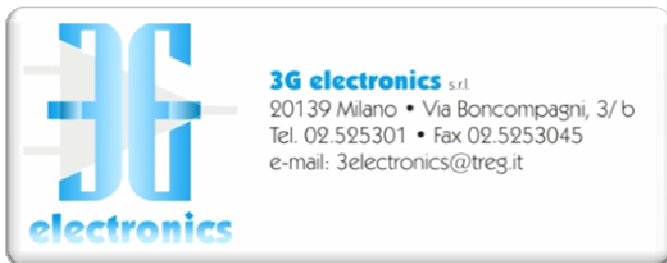 3G
electronics
3G electronics s.r.l.
20139 Milano • Via Boncompagni, 3/b
Tel. 02.525301 • Fax 02.5253045
e-mail: 3electronics@treg.it